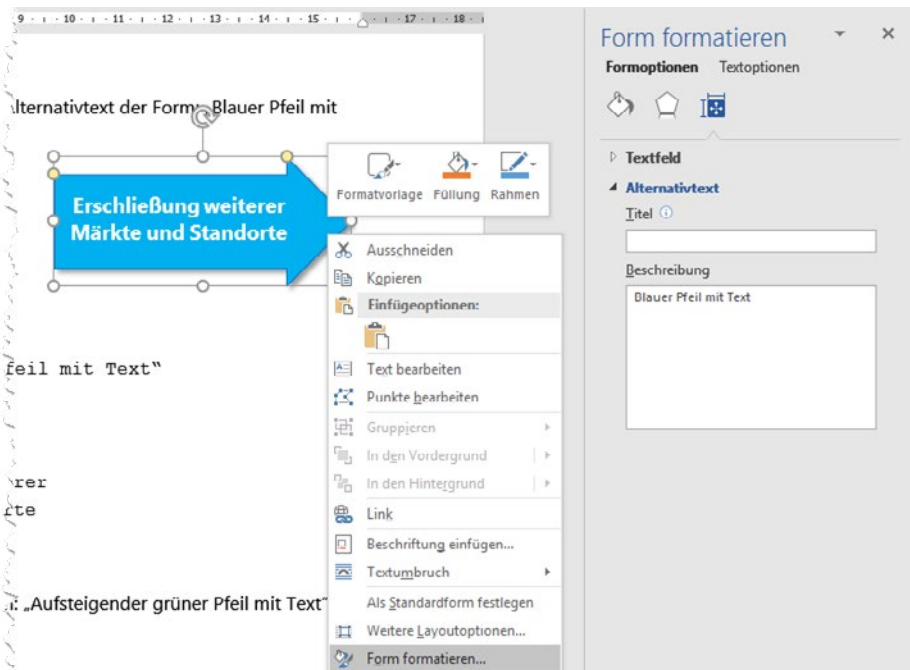 9 · 10 · 11 · 12 · 13 · 14 · 15 · 17 · 18
Alternativtext der Form: Blauer Pfeil mit
Erschließung weiterer
Märkte und Standorte
feil mit Text“
rer
rte
n: „Aufsteigender grüner Pfeil mit Text“
Formatvorlage Füllung Rahmen
Ausschneiden
Kopieren
Einfügeoptionen:
Text bearbeiten
Punkte bearbeiten
Gruppieren
In den Vordergrund
In den Hintergrund
Link
Beschriftung einfügen...
Textumbruch
Als Standardform festlegen
Weitere Layoutoptionen...
Form formatieren...
Form formatieren
Formoptionen Textoptionen
Textfeld
Alternativtext
Titel
Beschreibung
Blauer Pfeil mit Text